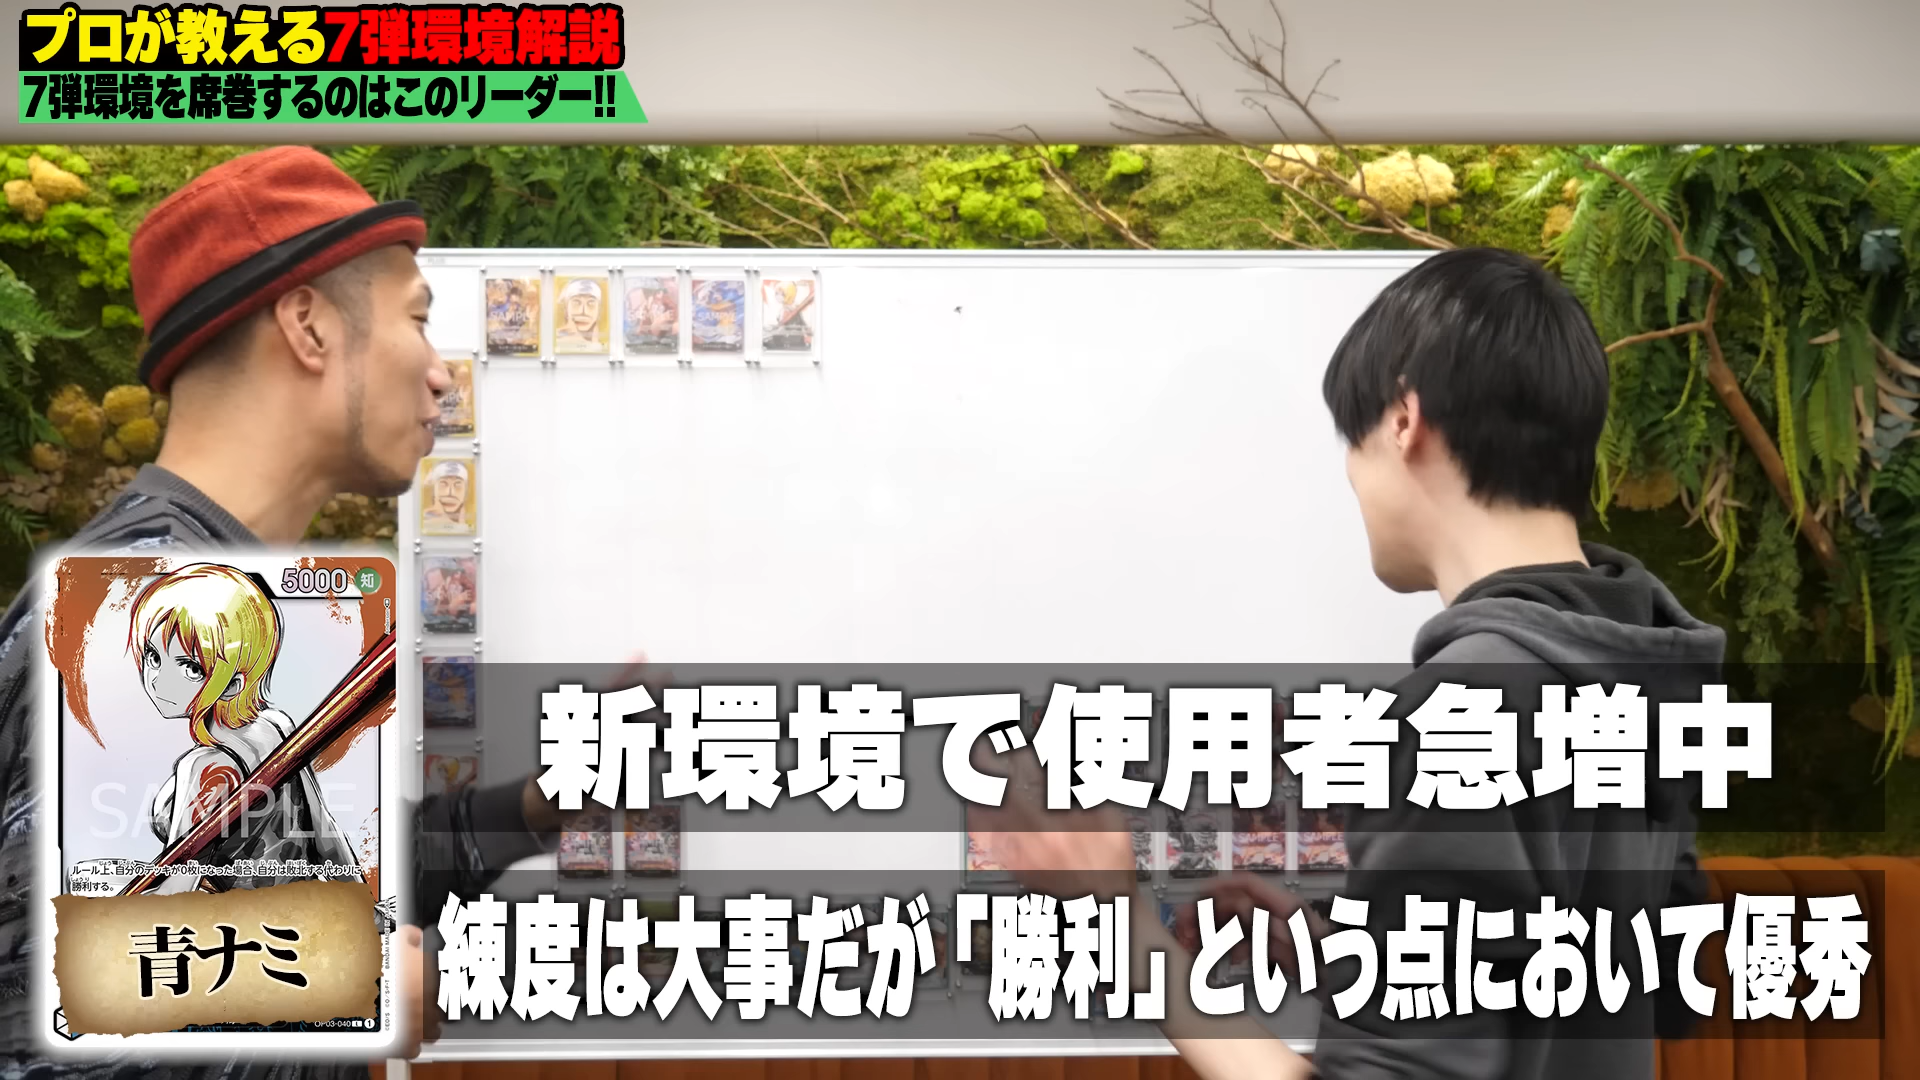 プロが教える7弾環境解説
7弾環境を席巻するのはこのリーダー!!
5000 知
SAMPLE
ルール上、自分のデッキが0枚になった場合、自分は敗北する代わりに、
勝利する。
青ナミ
OP03-040 L 1
新環境で使用者急増中
練度は大事だが「勝利」という点において優秀